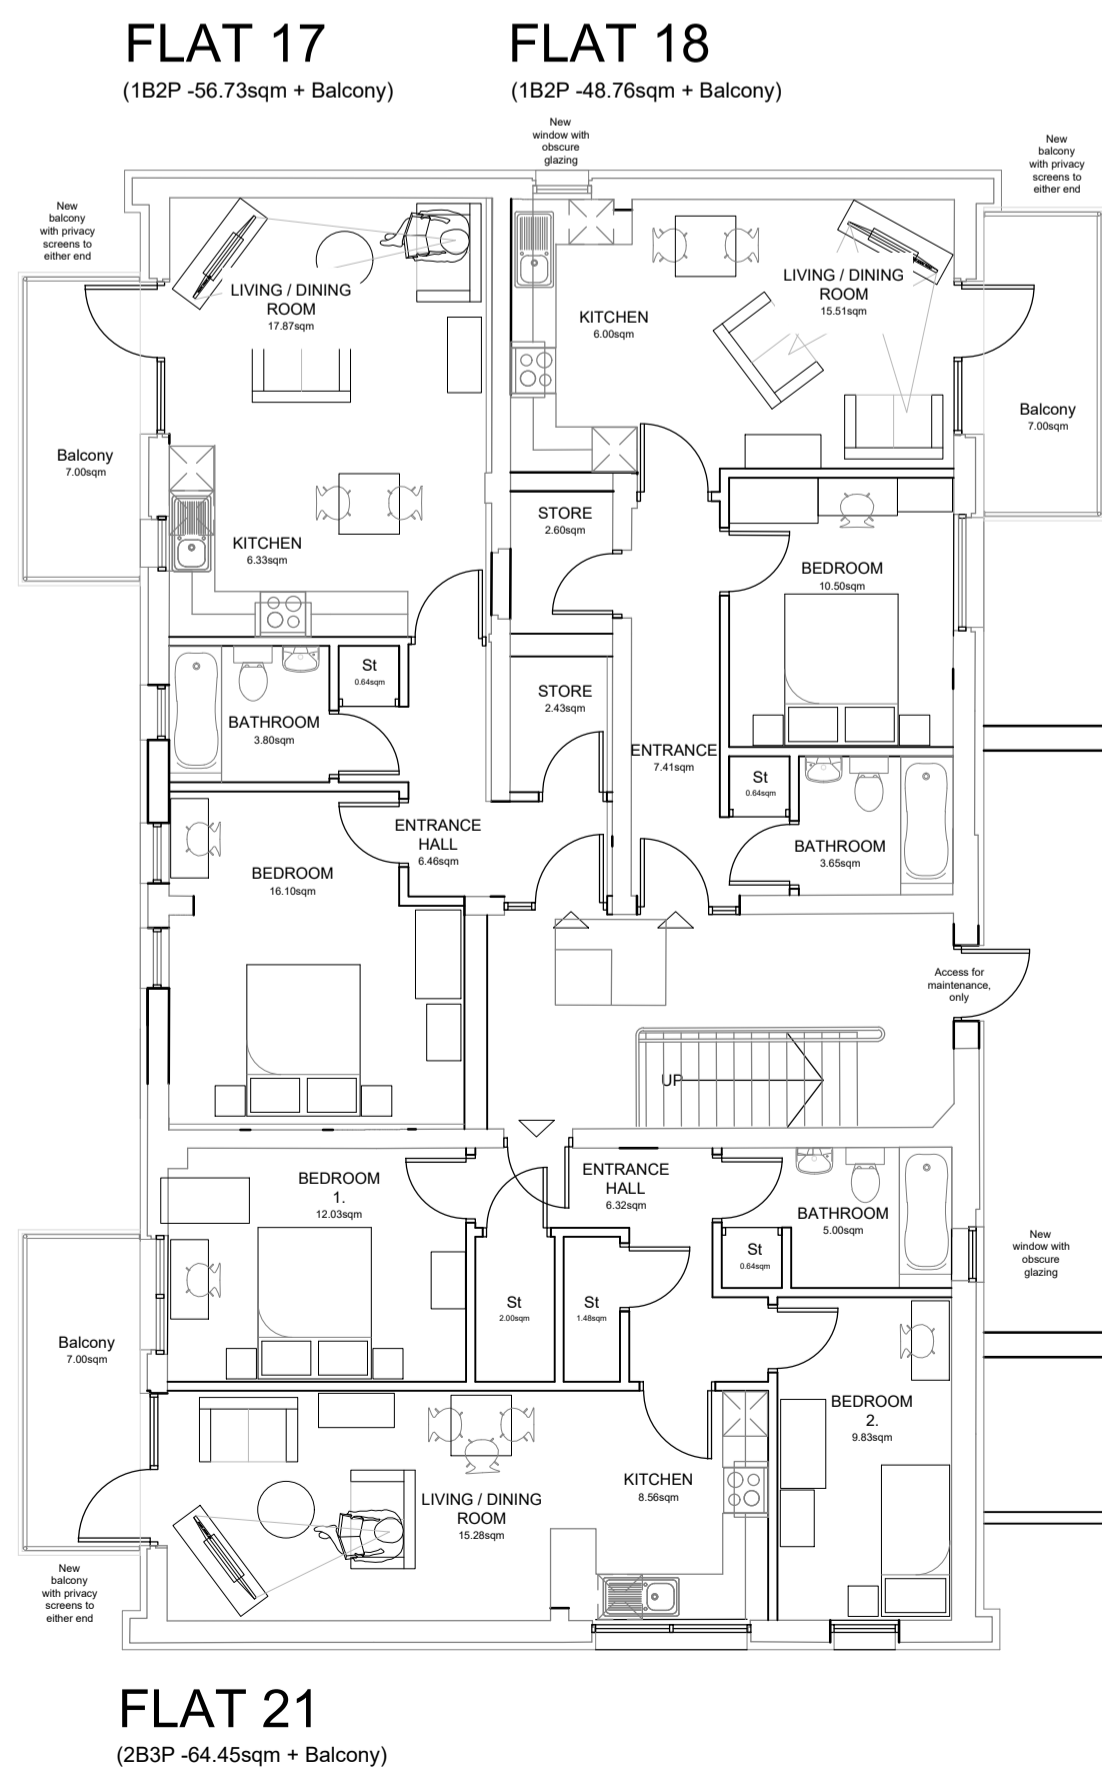 FLAT 17
(1B2P -56.73sqm + Balcony)
FLAT 18
(1B2P -48.76sqm + Balcony)
New
window with
obscure
glazing
New
balcony
with privacy
screens to
either end
New
balcony
with privacy
screens to
either end
LIVING / DINING
ROOM
17.87sqm
KITCHEN
6.00sqm
LIVING / DINING
ROOM
15.51sqm
Balcony
7.00sqm
Balcony
7.00sqm
KITCHEN
6.33sqm
STORE
2.60sqm
BEDROOM
10.50sqm
St
0.64sqm
BATHROOM
3.80sqm
STORE
2.43sqm
ENTRANCE
7.41sqm
St
0.64sqm
ENTRANCE
HALL
6.46sqm
BATHROOM
3.65sqm
BEDROOM
16.10sqm
Access for
maintenance,
only
UP
BEDROOM
1.
12.03sqm
ENTRANCE
HALL
6.32sqm
BATHROOM
5.00sqm
St
0.64sqm
New
window with
obscure
glazing
St
2.00sqm
St
1.48sqm
Balcony
7.00sqm
BEDROOM
2.
9.83sqm
LIVING / DINING
ROOM
15.28sqm
KITCHEN
8.56sqm
New
balcony
with privacy
screens to
either end
FLAT 21
(2B3P -64.45sqm + Balcony)